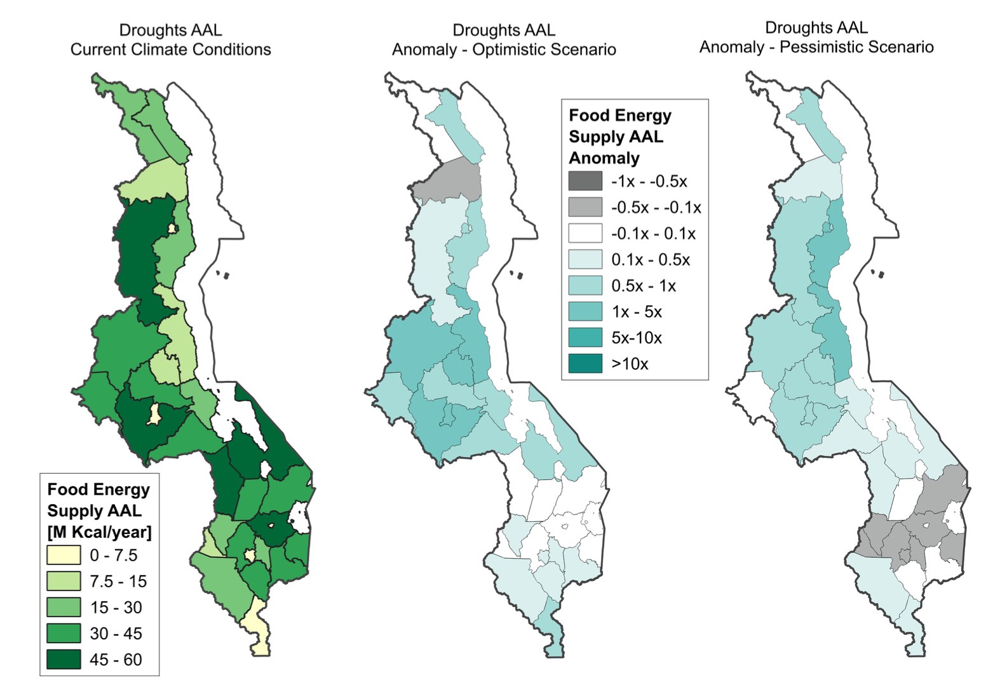 Droughts AAL
Current Climate Conditions
Droughts AAL
Anomaly - Optimistic Scenario
Droughts AAL
Anomaly - Pessimistic Scenario
Food Energy
Supply AAL
Anomaly
-1x - -0.5x
-0.5x - -0.1x
-0.1x - 0.1x
0.1x - 0.5x
0.5x - 1x
1x - 5x
5x-10x
>10x
Food Energy
Supply AAL
[M Kcal/year]
0 - 7.5
7.5 - 15
15 - 30
30 - 45
45 - 60